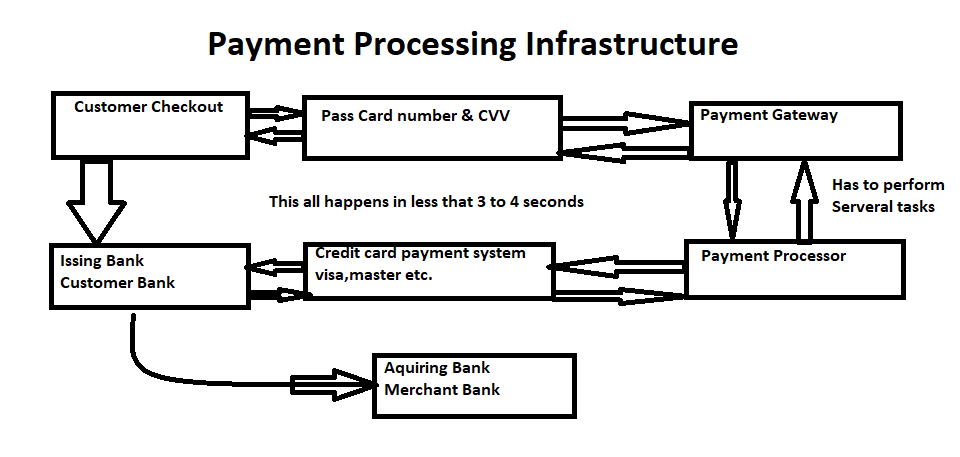 Payment Processing Infrastructure
Customer Checkout
Pass Card number & CVV
Payment Gateway
This all happens in less that 3 to 4 seconds
Has to perform
Serveral tasks
Issing Bank
Customer Bank
Credit card payment system
visa,master etc.
Payment Processor
Aquiring Bank
Merchant Bank